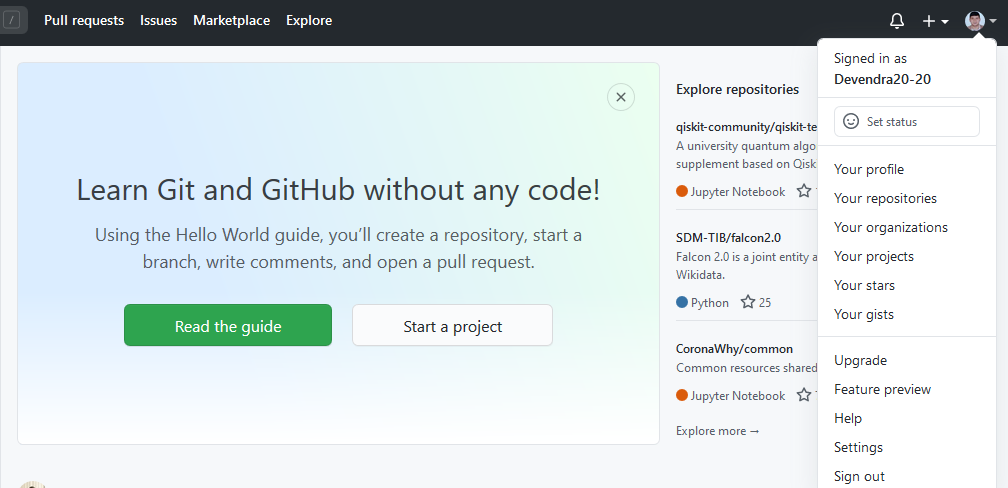 /
Pull requests Issues Marketplace Explore
Learn Git and GitHub without any code!
Using the Hello World guide, you’ll create a repository, start a
branch, write comments, and open a pull request.
Read the guide
Start a project
Explore repositories
qiskit-community/qiskit-te
A university quantum algo
supplement based on Qisk
Jupyter Notebook
SDM-TIB/falcon2.0
Falcon 2.0 is a joint entity a
Wikidata.
Python 25
CoronaWhy/common
Common resources shared
Jupyter Notebook
Explore more →
Signed in as
Devendra20-20
Set status
Your profile
Your repositories
Your organizations
Your projects
Your stars
Your gists
Upgrade
Feature preview
Help
Settings
Sign out